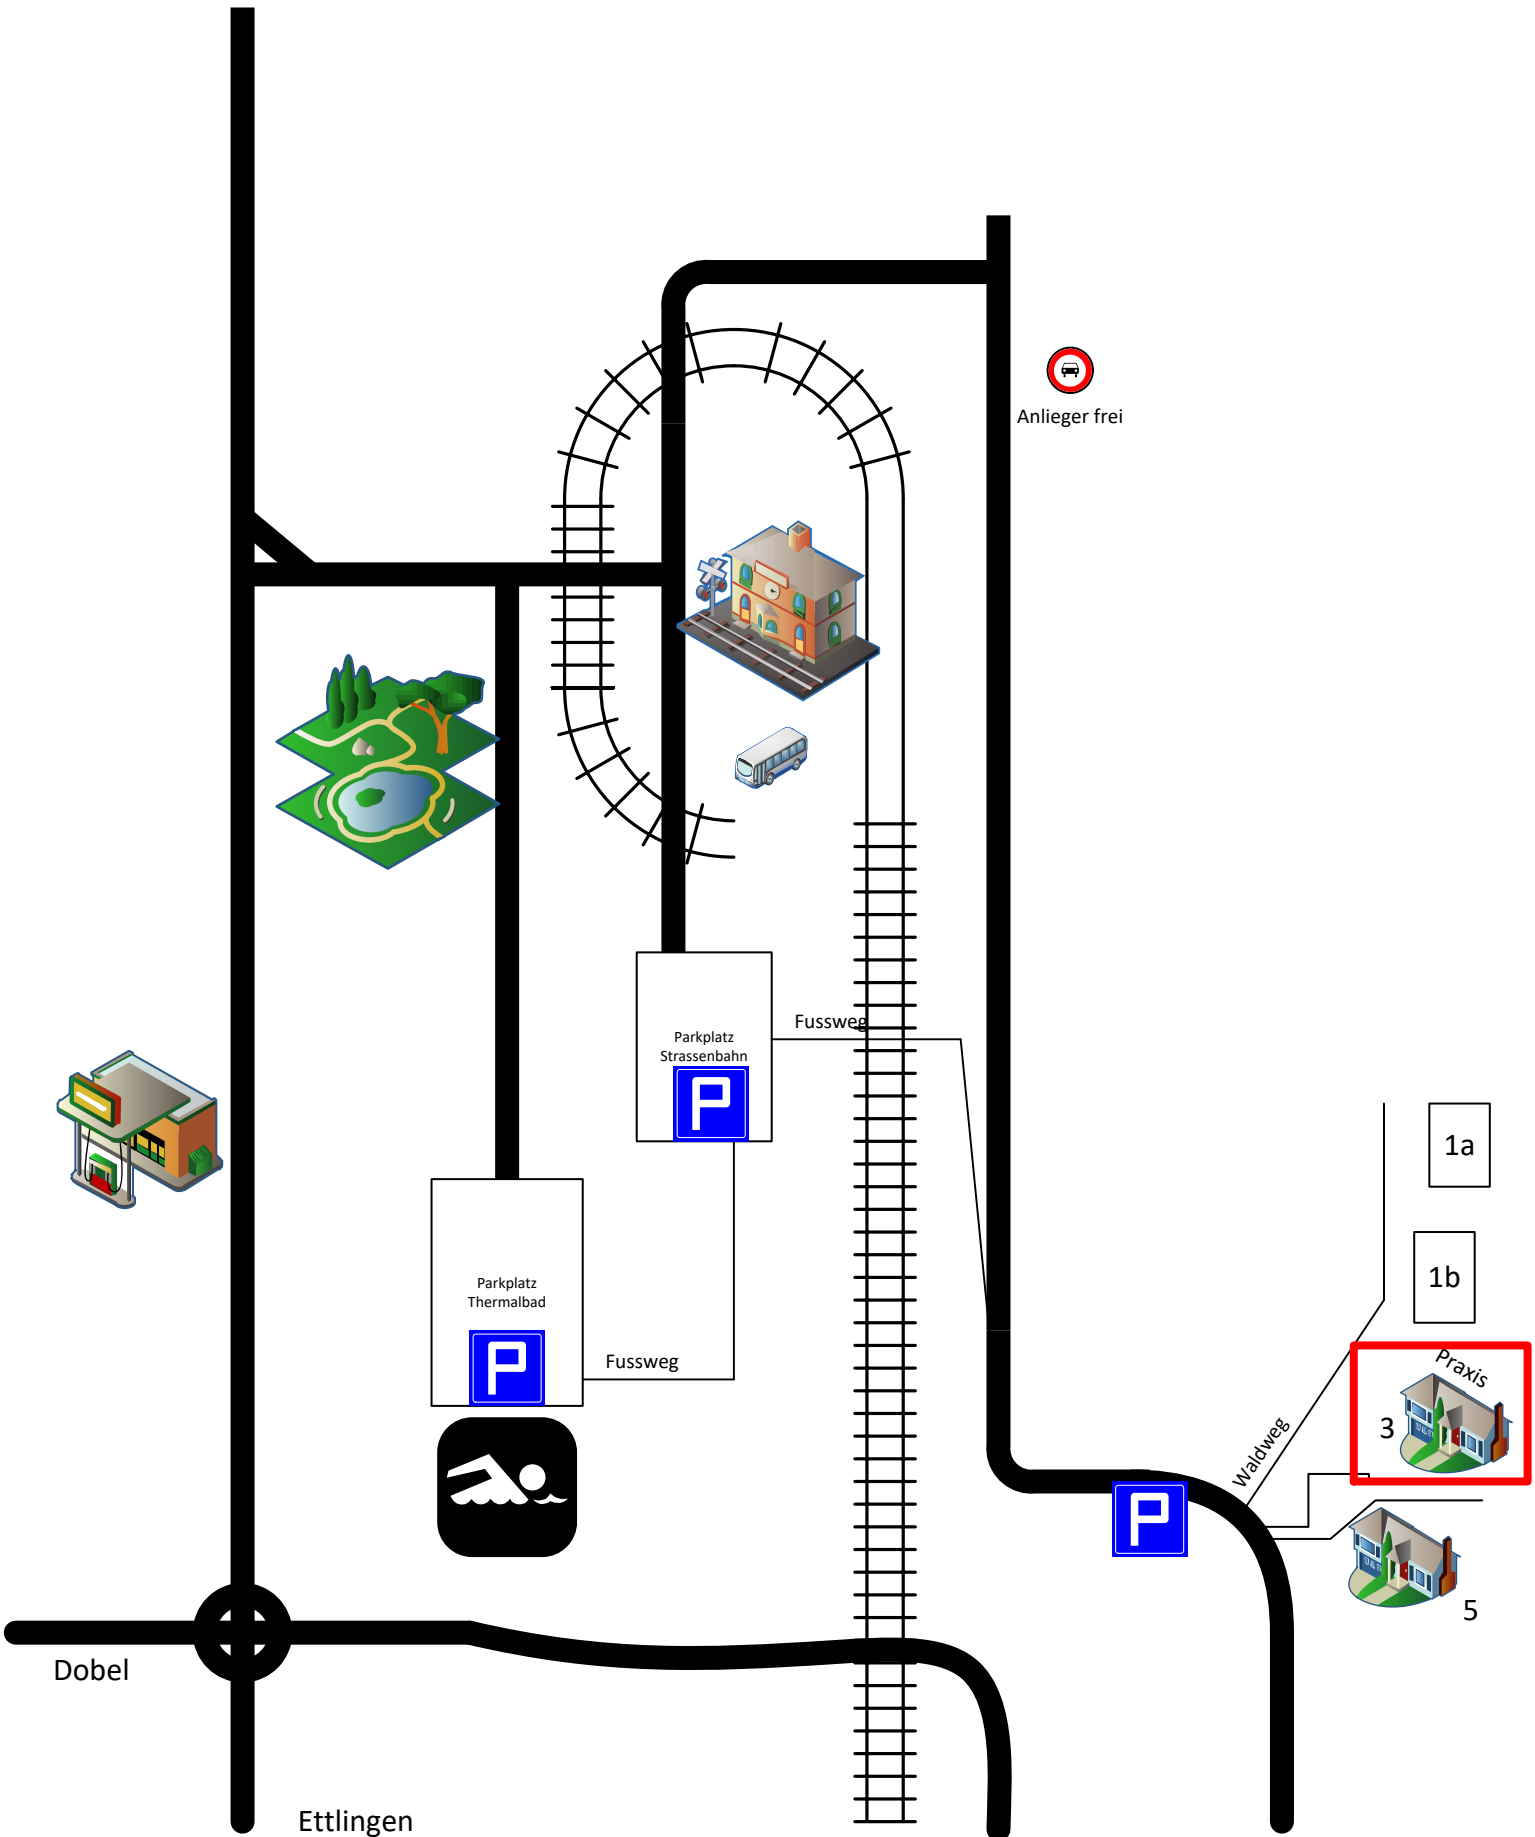 Anlieger frei
Fussweg
Parkplatz
Strassenbahn
P
1a
1b
Parkplatz
Thermalbad
P
Fussweg
Praxis
3
Waldweg
P
5
Dobel
Ettlingen